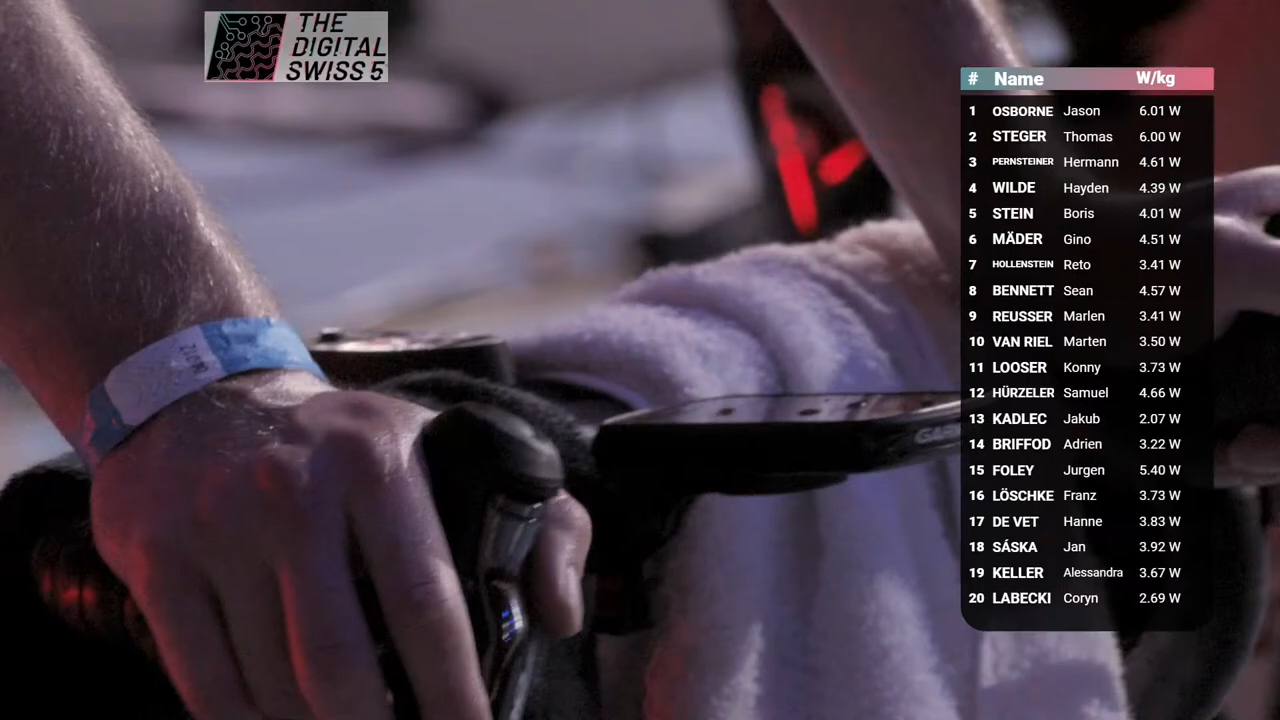 THE
DIGITAL
SWISS 5
# Name W/kg
1 OSBORNE Jason 6.01 W
2 STEGER Thomas 6.00 W
3 PERNSTEINER Hermann 4.61 W
4 WILDE Hayden 4.39 W
5 STEIN Boris 4.01 W
6 MÄDER Gino 4.51 W
7 HOLLENSTEIN Reto 3.41 W
8 BENNETT Sean 4.57 W
9 REUSSER Marlen 3.41 W
10 VAN RIEL Marten 3.50 W
11 LOOSER Konny 3.73 W
12 HÜRZELER Samuel 4.66 W
13 KADLEC Jakub 2.07 W
14 BRIFFOD Adrien 3.22 W
15 FOLEY Jurgen 5.40 W
16 LÖSCHKE Franz 3.73 W
17 DE VET Hanne 3.83 W
18 SÁSKA Jan 3.92 W
19 KELLER Alessandra 3.67 W
20 LABECKI Coryn 2.69 W